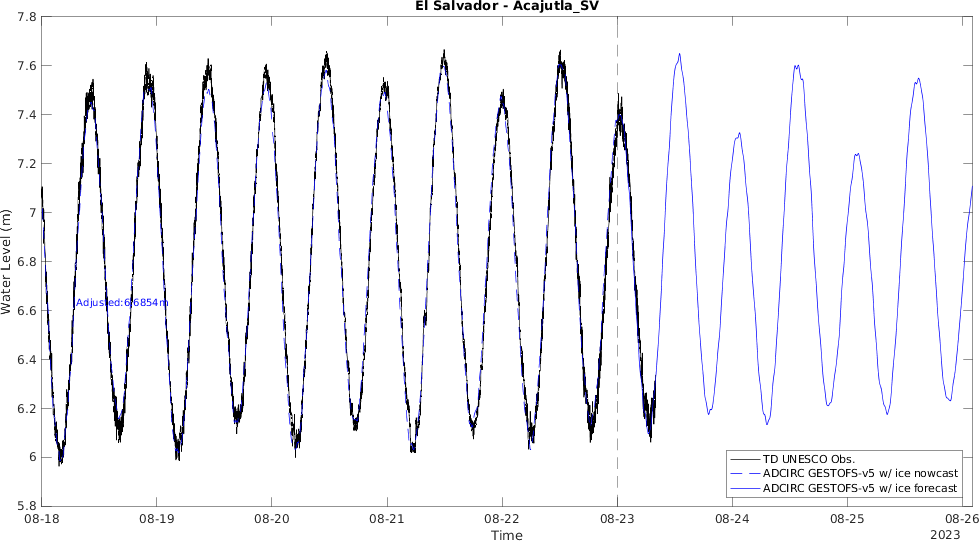 El Salvador - Acajutla_SV
7.8
7.6
7.4
7.2
7
6.8
6.6
6.4
6.2
6
5.8
Water Level (m)
Adjusted:6.6854m
TD UNESCO Obs.
ADCIRC GESTOFS-v5 w/ ice nowcast
ADCIRC GESTOFS-v5 w/ ice forecast
08-18 08-19 08-20 08-21 08-22 08-23 08-24 08-25 08-26
Time
2023